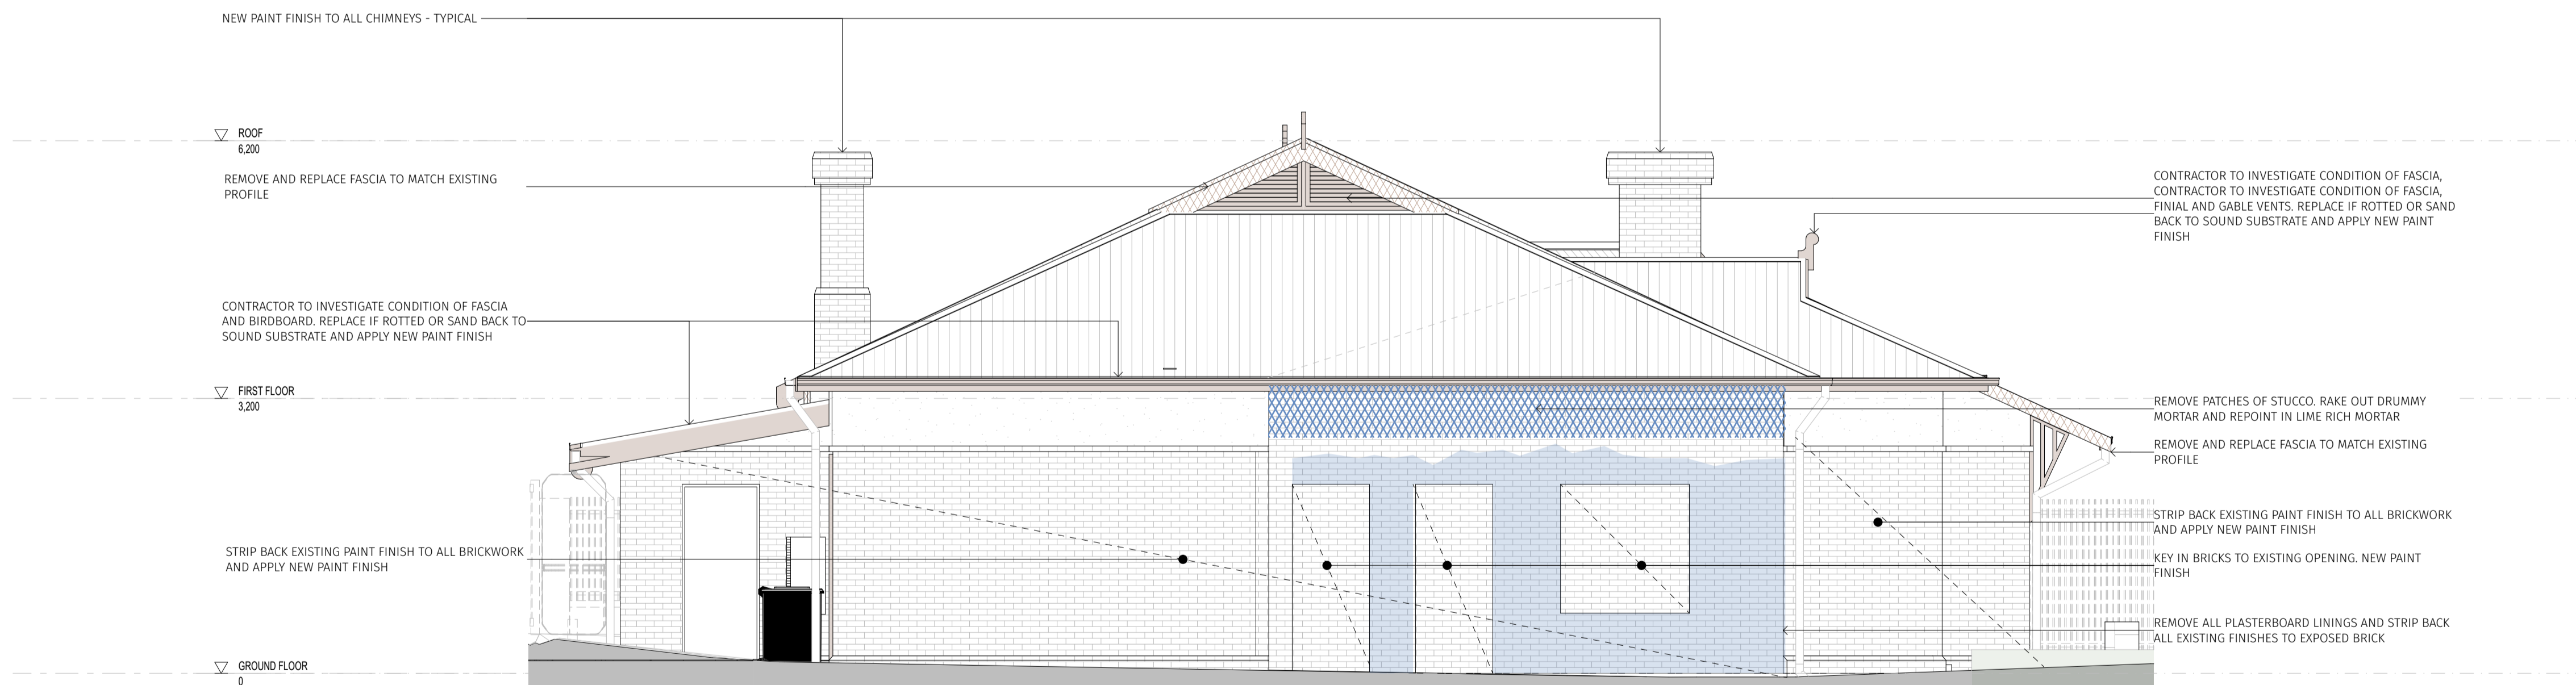 NEW PAINT FINISH TO ALL CHIMNEYS - TYPICAL
ROOF
6,200
REMOVE AND REPLACE FASCIA TO MATCH EXISTING
PROFILE
CONTRACTOR TO INVESTIGATE CONDITION OF FASCIA
AND BIRDBOARD. REPLACE IF ROTTED OR SAND BACK TO
SOUND SUBSTRATE AND APPLY NEW PAINT FINISH
FIRST FLOOR
3,200
STRIP BACK EXISTING PAINT FINISH TO ALL BRICKWORK
AND APPLY NEW PAINT FINISH
GROUND FLOOR
0
CONTRACTOR TO INVESTIGATE CONDITION OF FASCIA,
CONTRACTOR TO INVESTIGATE CONDITION OF FASCIA,
FINIAL AND GABLE VENTS. REPLACE IF ROTTED OR SAND
BACK TO SOUND SUBSTRATE AND APPLY NEW PAINT
FINISH
REMOVE PATCHES OF STUCCO. RAKE OUT DRUMMY
MORTAR AND REPOINT IN LIME RICH MORTAR
REMOVE AND REPLACE FASCIA TO MATCH EXISTING
PROFILE
STRIP BACK EXISTING PAINT FINISH TO ALL BRICKWORK
AND APPLY NEW PAINT FINISH
KEY IN BRICKS TO EXISTING OPENING. NEW PAINT
FINISH
REMOVE ALL PLASTERBOARD LININGS AND STRIP BACK
ALL EXISTING FINISHES TO EXPOSED BRICK